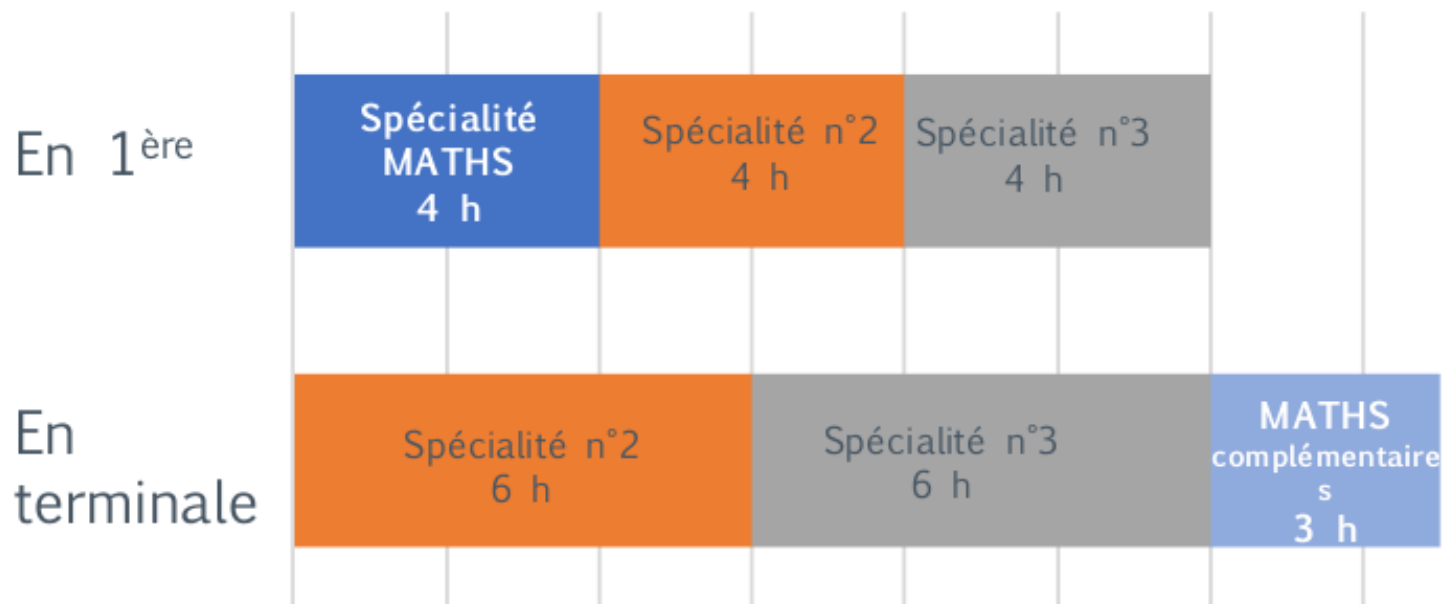 En 1ère
Spécialité
MATHS
4 h
Spécialité n°2
4 h
Spécialité n°3
4 h
En
terminale
Spécialité n°2
6 h
Spécialité n°3
6 h
MATHS
complémentaire
s
3 h